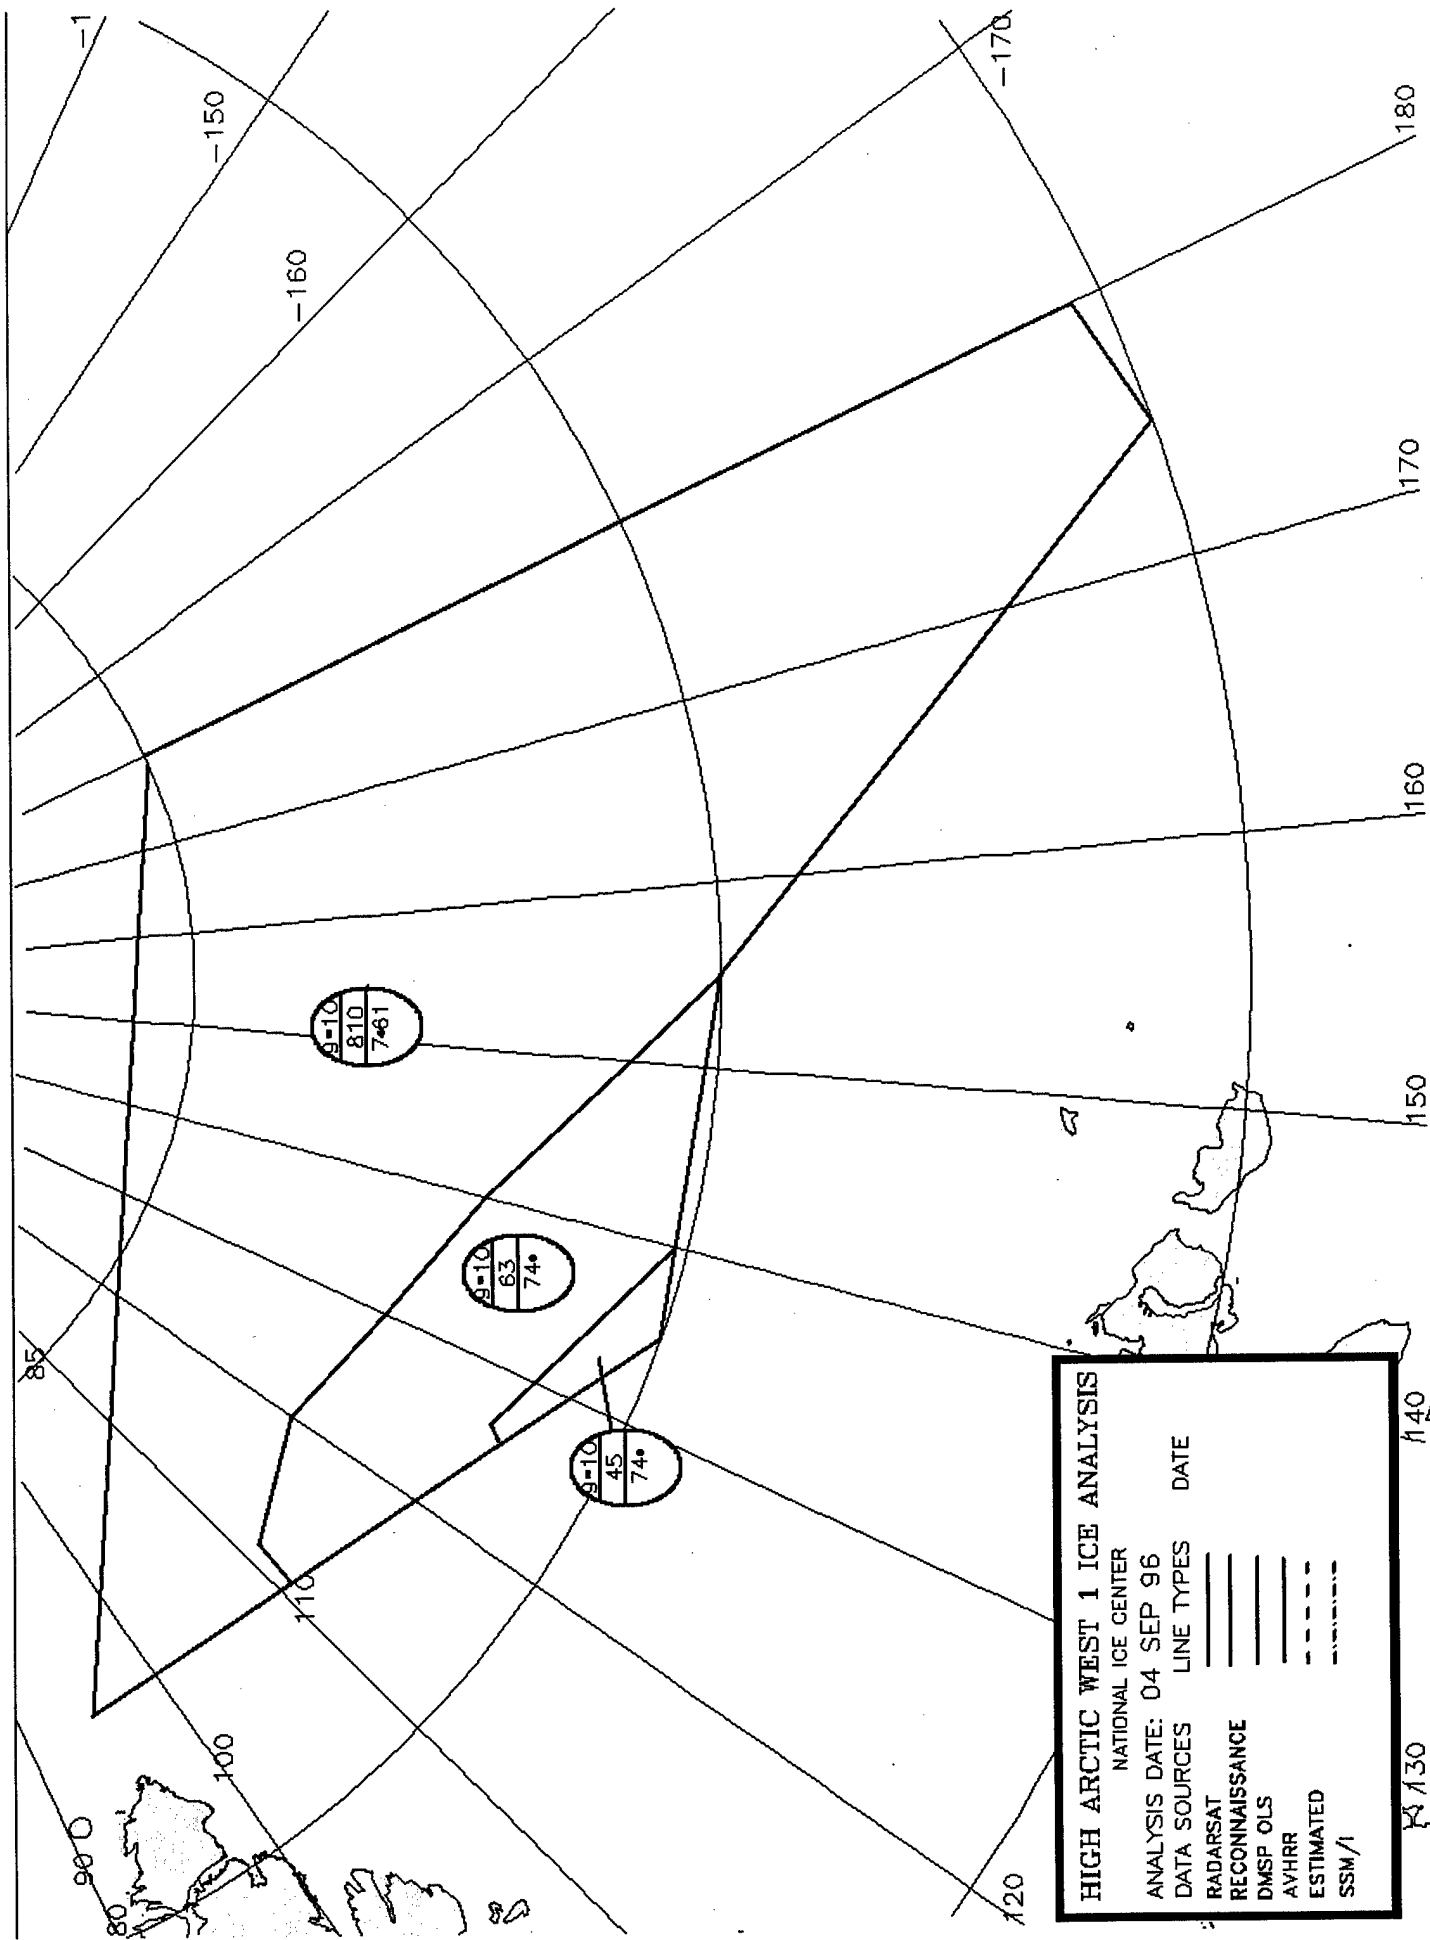 HIGH ARCTIC WEST 1 ICE ANALYSIS
NATIONAL ICE CENTER
ANALYSIS DATE: 04 SEP 96
DATA SOURCES LINE TYPES DATE
RADARSAT
RECONNAISSANCE
DMSP OLS
AVHRR
ESTIMATED
SSM/I
80
90
100
110
120
130
140
150
160
170
180
-170
-160
-150
-1
85
9-10
810
7•61
9-10
63
74•
9-10
45
74•